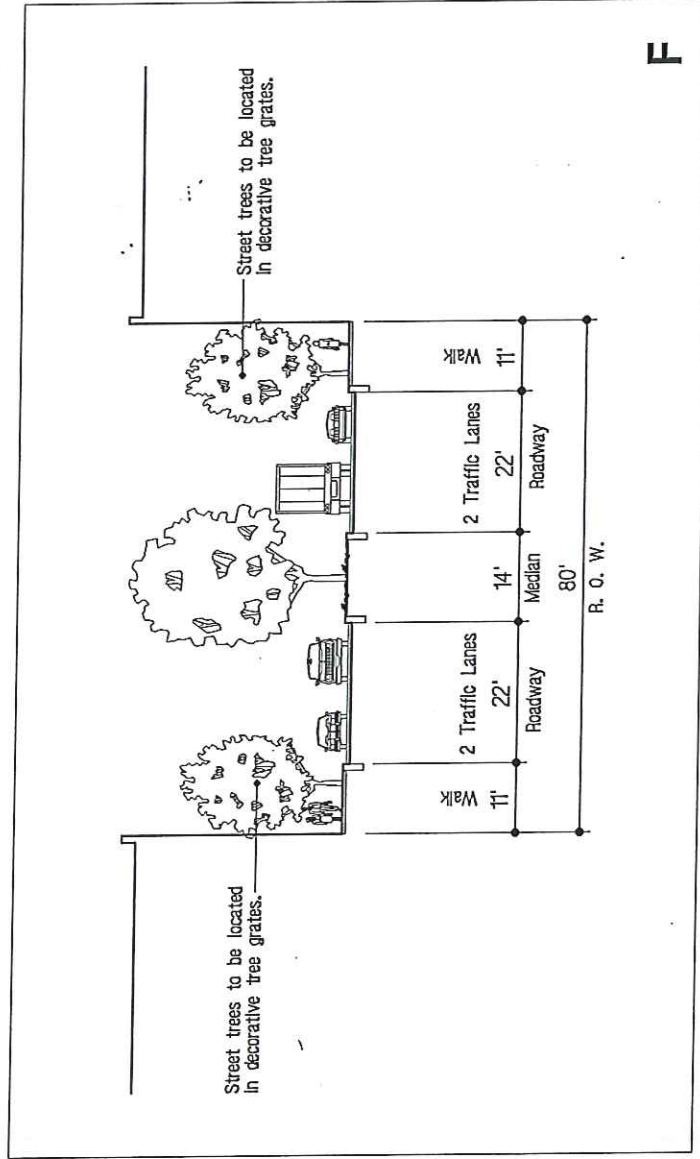 Street trees to be located
in decorative tree grates.
Street trees to be located
in decorative tree grates.
Walk
11'
2 Traffic Lanes
22'
Roadway
14'
Median
2 Traffic Lanes
22'
Roadway
Walk
11'
80'
R. O. W.
F